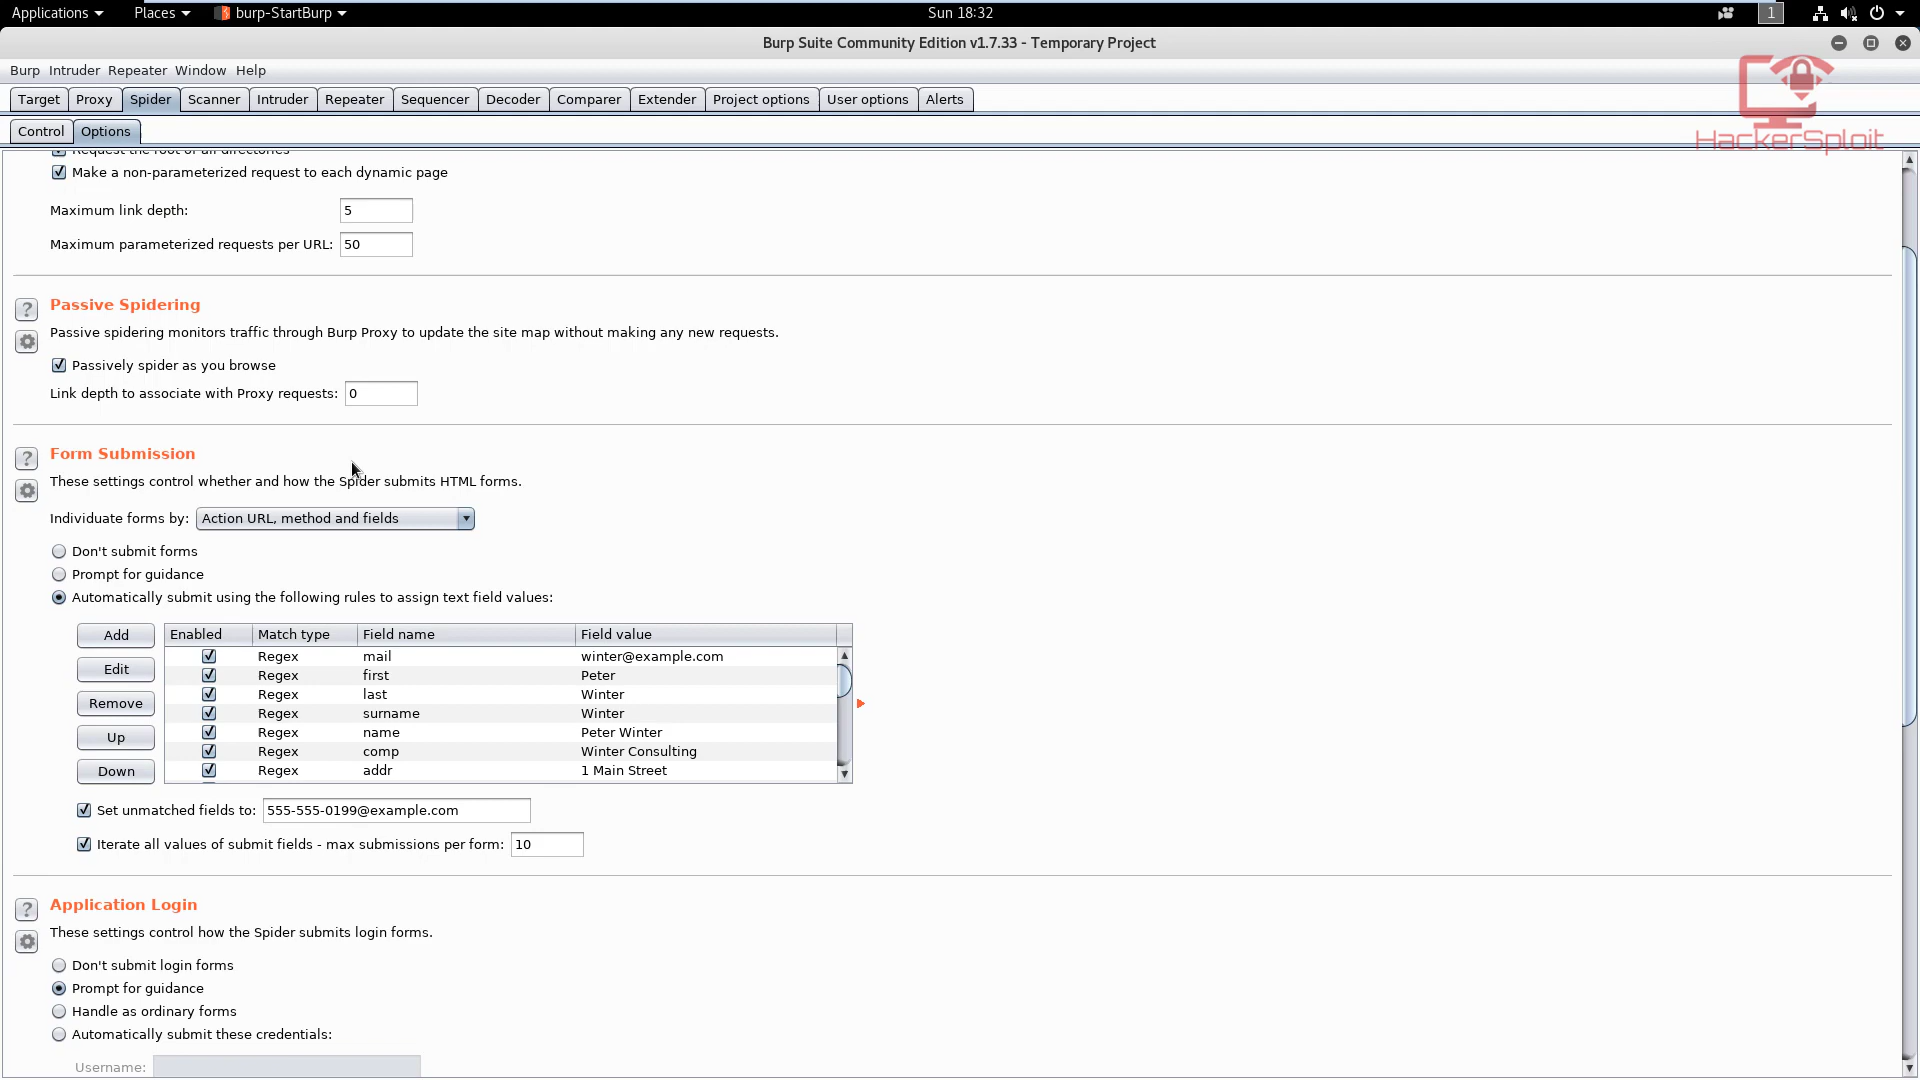 Applications Places burp-StartBurp Sun 18:32 1
Burp Suite Community Edition v1.7.33 - Temporary Project
Burp Intruder Repeater Window Help
Target Proxy Spider Scanner Intruder Repeater Sequencer Decoder Comparer Extender Project options User options Alerts
HackerSploit
Control Options
Request the root of all directories
Make a non-parameterized request to each dynamic page
Maximum link depth: 5
Maximum parameterized requests per URL: 50
? Passive Spidering
Passive spidering monitors traffic through Burp Proxy to update the site map without making any new requests.
Passively spider as you browse
Link depth to associate with Proxy requests: 0
? Form Submission
These settings control whether and how the Spider submits HTML forms.
Individuate forms by: Action URL, method and fields
Don't submit forms
Prompt for guidance
Automatically submit using the following rules to assign text field values:
Add Enabled Match type Field name Field value
Regex mail winter@example.com
Edit Regex first Peter
Regex last Winter
Remove Regex surname Winter
Up Regex name Peter Winter
Regex comp Winter Consulting
Down Regex addr 1 Main Street
Set unmatched fields to: 555-555-0199@example.com
Iterate all values of submit fields - max submissions per form: 10
? Application Login
These settings control how the Spider submits login forms.
Don't submit login forms
Prompt for guidance
Handle as ordinary forms
Automatically submit these credentials:
Username: